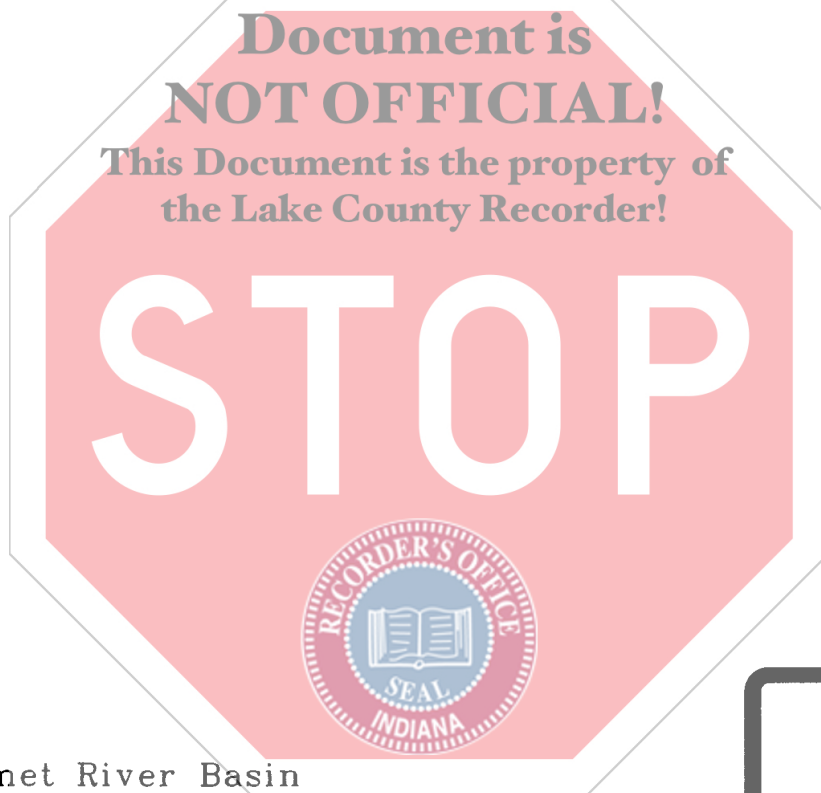 Document is
NOT OFFICIAL!
This Document is the property of
the Lake County Recorder!
STOP
RECORDER'S OFFICE
SEAL
INDIANA
River Basin